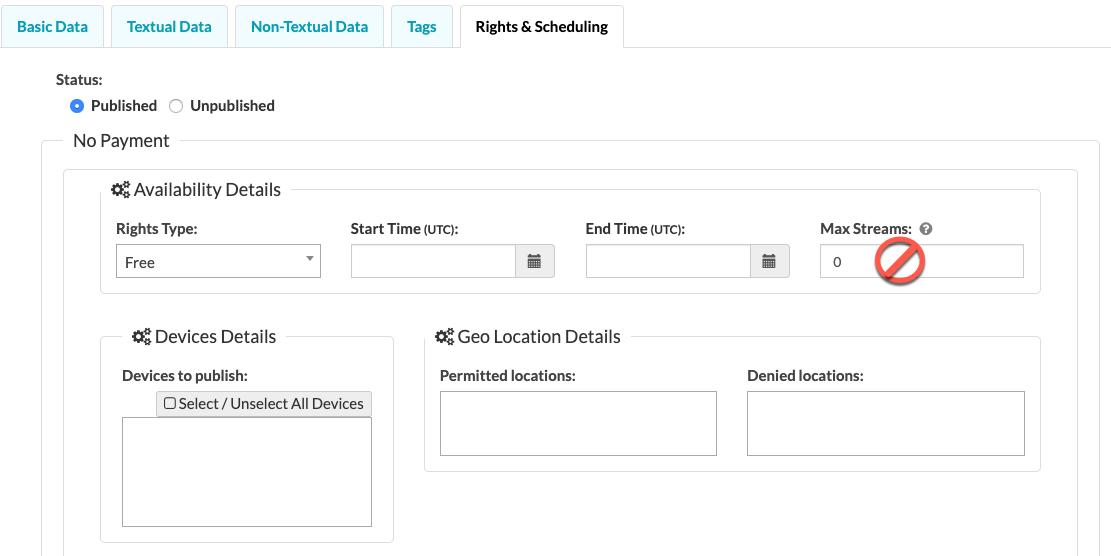 Basic Data Textual Data Non-Textual Data Tags Rights & Scheduling
Status:
Published Unpublished
No Payment
Availability Details
Rights Type: Start Time (UTC): End Time (UTC): Max Streams: ?
Free 0
Devices Details Geo Location Details
Devices to publish: Permitted locations: Denied locations:
Select / Unselect All Devices